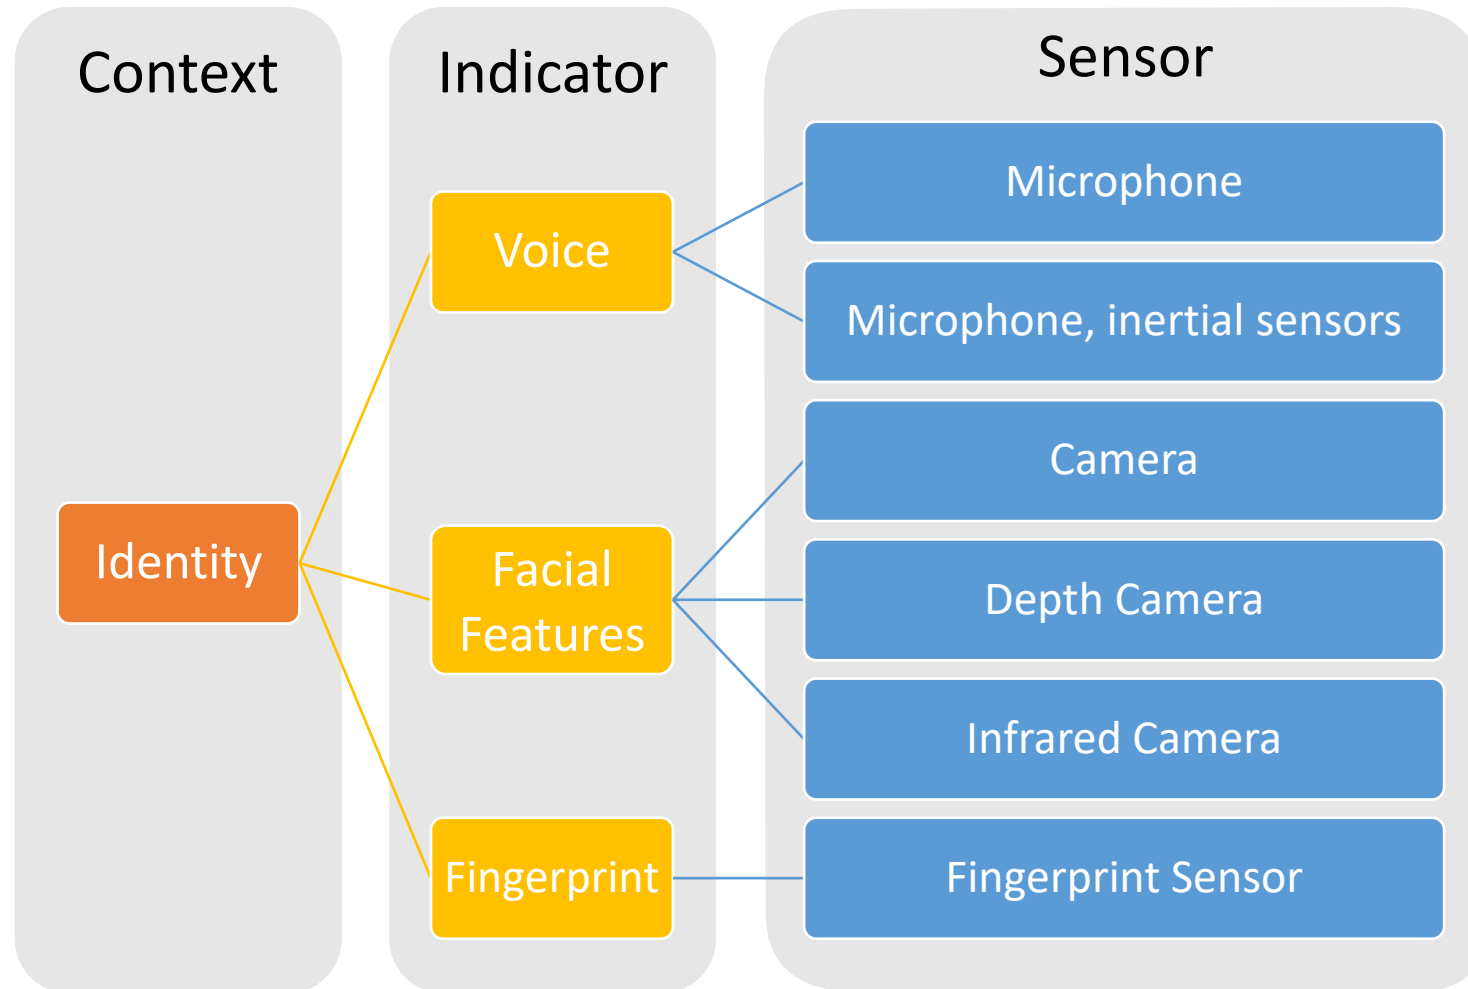 Context
Indicator
Sensor
Identity
Voice
Facial
Features
Fingerprint
Microphone
Microphone, inertial sensors
Camera
Depth Camera
Infrared Camera
Fingerprint Sensor